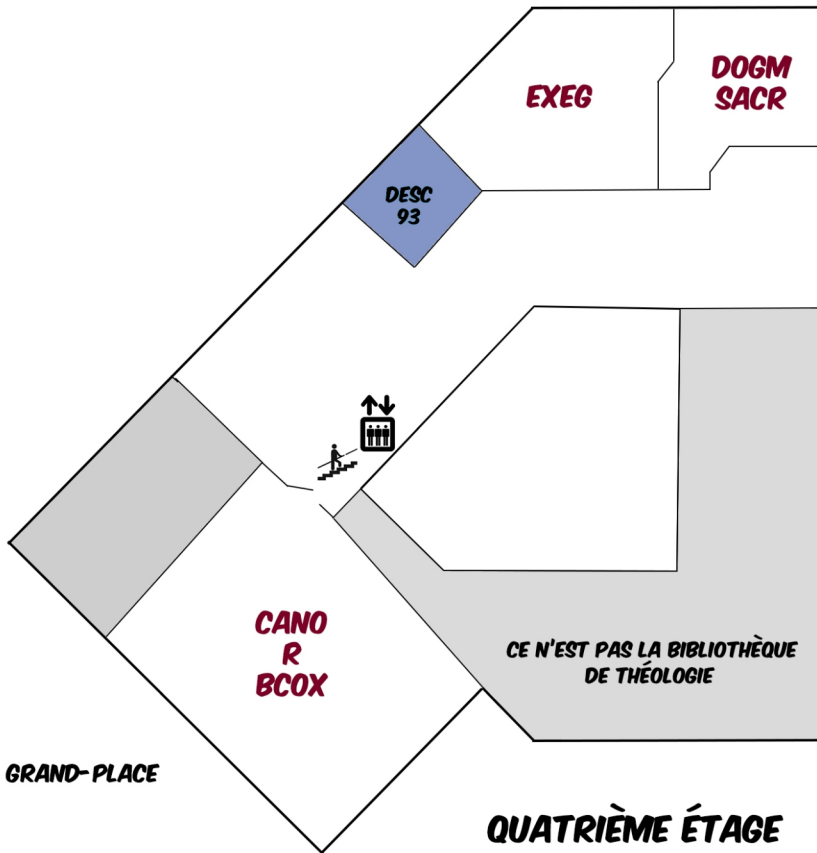 EXEG
DOGM
SACR
DESC
93
CANO
R
BCOX
CE N'EST PAS LA BIBLIOTHÈQUE
DE THÉOLOGIE
GRAND-PLACE
QUATRIÈME ÉTAGE